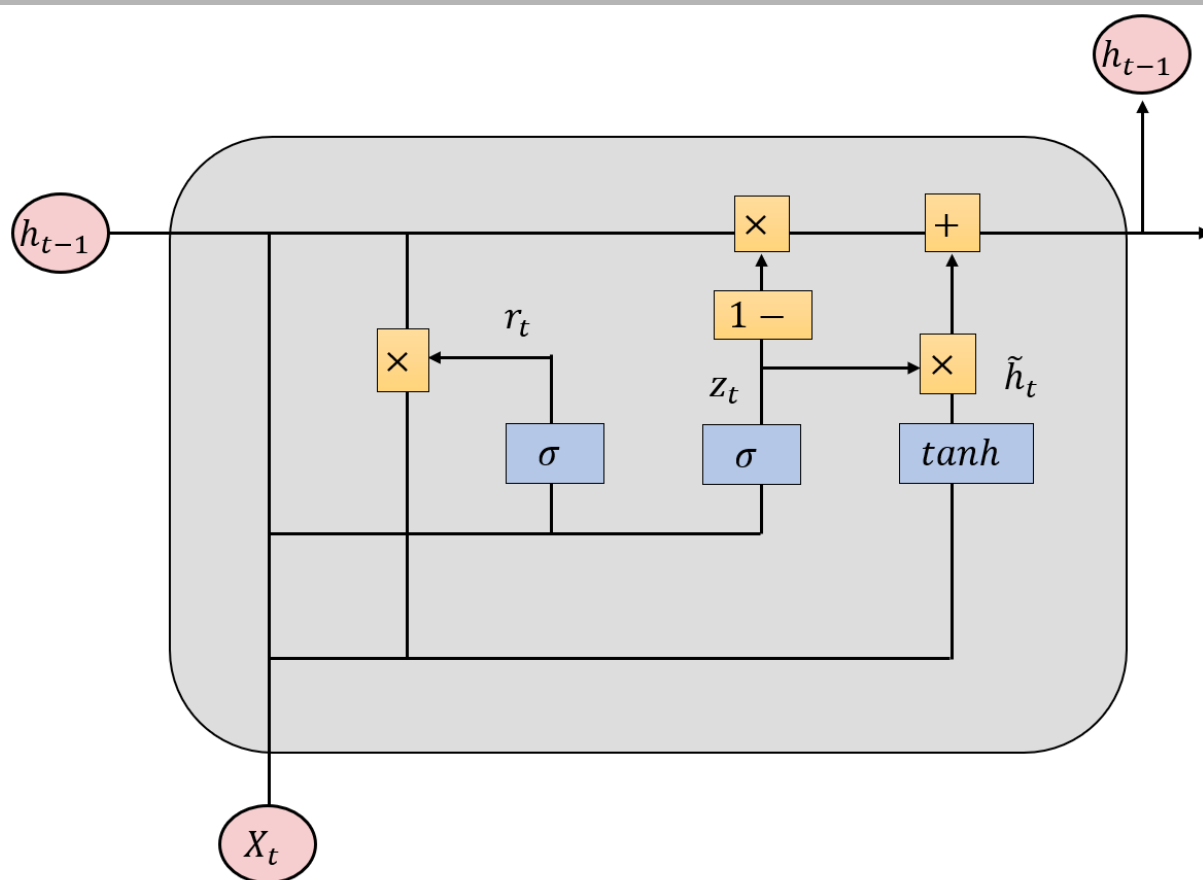 h_{t−1}
h_{t−1}
×
+
r_t
1 −
×
×
z_t
h̃_t
σ
σ
tanh
X_t